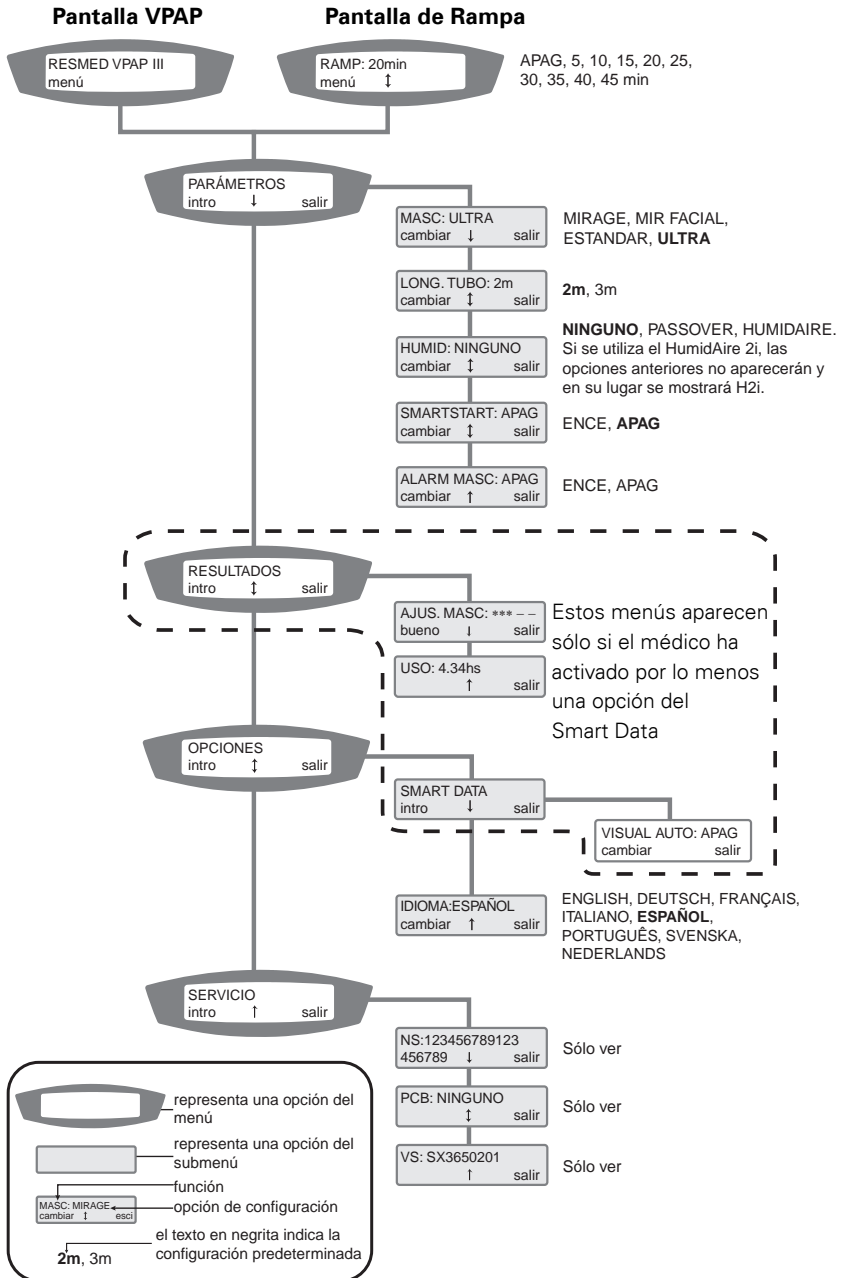 Pantalla VPAP
Pantalla de Rampa
RESMED VPAP III
menú
RAMP: 20min
menú ↕
APAG, 5, 10, 15, 20, 25,
30, 35, 40, 45 min
PARÁMETROS
intro ↓ salir
MASC: ULTRA
cambiar ↓ salir
MIRAGE, MIR FACIAL,
ESTANDAR, ULTRA
LONG. TUBO: 2m
cambiar ↕ salir
2m, 3m
HUMID: NINGUNO
cambiar ↕ salir
NINGUNO, PASSOVER, HUMIDAIRE.
Si se utiliza el HumidAire 2i, las
opciones anteriores no aparecerán y
en su lugar se mostrará H2i.
SMARTSTART: APAG
cambiar ↕ salir
ENCE, APAG
ALARM MASC: APAG
cambiar ↑ salir
ENCE, APAG
RESULTADOS
intro ↕ salir
AJUS. MASC: *** – –
bueno ↓ salir
USO: 4.34hs
↑ salir
Estos menús aparecen
sólo si el médico ha
activado por lo menos
una opción del
Smart Data
OPCIONES
intro ↕ salir
SMART DATA
intro ↓ salir
VISUAL AUTO: APAG
cambiar salir
IDIOMA:ESPAÑOL
cambiar ↑ salir
ENGLISH, DEUTSCH, FRANÇAIS,
ITALIANO, ESPAÑOL,
PORTUGUÊS, SVENSKA,
NEDERLANDS
SERVICIO
intro ↑ salir
NS:123456789123
456789 ↓ salir
Sólo ver
PCB: NINGUNO
↕ salir
Sólo ver
VS: SX3650201
↑ salir
Sólo ver
representa una opción del
menú
representa una opción del
submenú
función
MASC: MIRAGE
cambiar ↕ esci
opción de configuración
el texto en negrita indica la
configuración predeterminada
2m, 3m